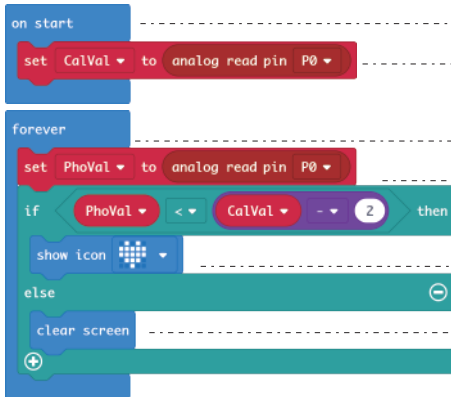 on start
set CalVal to analog read pin P0
forever
set PhoVal to analog read pin P0
if PhoVal < CalVal - 2 then
show icon
else
clear screen